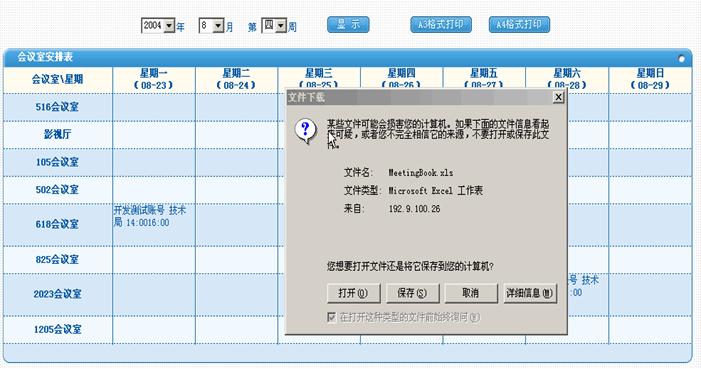 2004 年 8 月 第 四 周 显 示 A3格式打印 A4格式打印
会议室安排表
会议室\星期 星期一 星期二 星期三 星期四 星期五 星期六 星期日
(08-23) (08-24) (08-25) (08-26) (08-27) (08-28) (08-29)
516会议室
影视厅
105会议室
502会议室
618会议室
开发测试账号 技术
局 14:0016:00
825会议室
2023会议室
号 技术
:00
1205会议室
文件下载
某些文件可能会损害您的计算机。如果下面的文件信息看起
可疑，或者您不完全相信它的来源，不要打开或保存此文
件。
文件名: MeetingBook.xls
文件类型: Microsoft Excel 工作表
来自: 192.9.100.26
您想要打开文件还是将它保存到您的计算机?
打开(O) 保存(S) 取消 详细信息(M)
在打开这种类型的文件前始终询问(W)